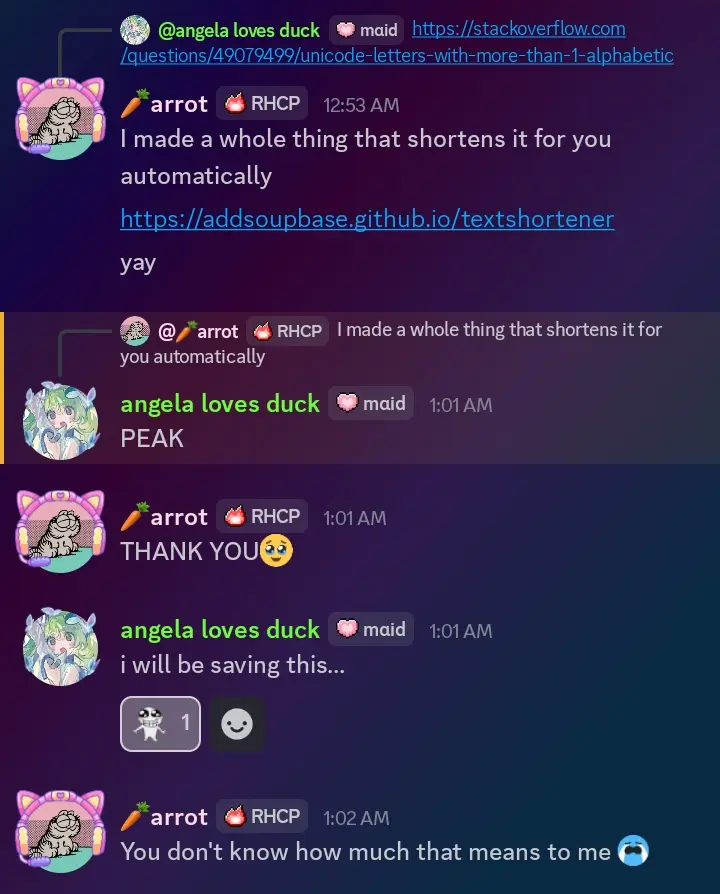 @angela loves duck maid https://stackoverflow.com
/questions/49079499/unicode-letters-with-more-than-1-alphabetic
🥕arrot RHCP 12:53 AM
I made a whole thing that shortens it for you
automatically
https://addsoupbase.github.io/textshortener
yay
@🥕arrot RHCP I made a whole thing that shortens it for
you automatically
angela loves duck maid 1:01 AM
PEAK
🥕arrot RHCP 1:01 AM
THANK YOU🥹
angela loves duck maid 1:01 AM
i will be saving this...
1
🥕arrot RHCP 1:02 AM
You don't know how much that means to me 😭